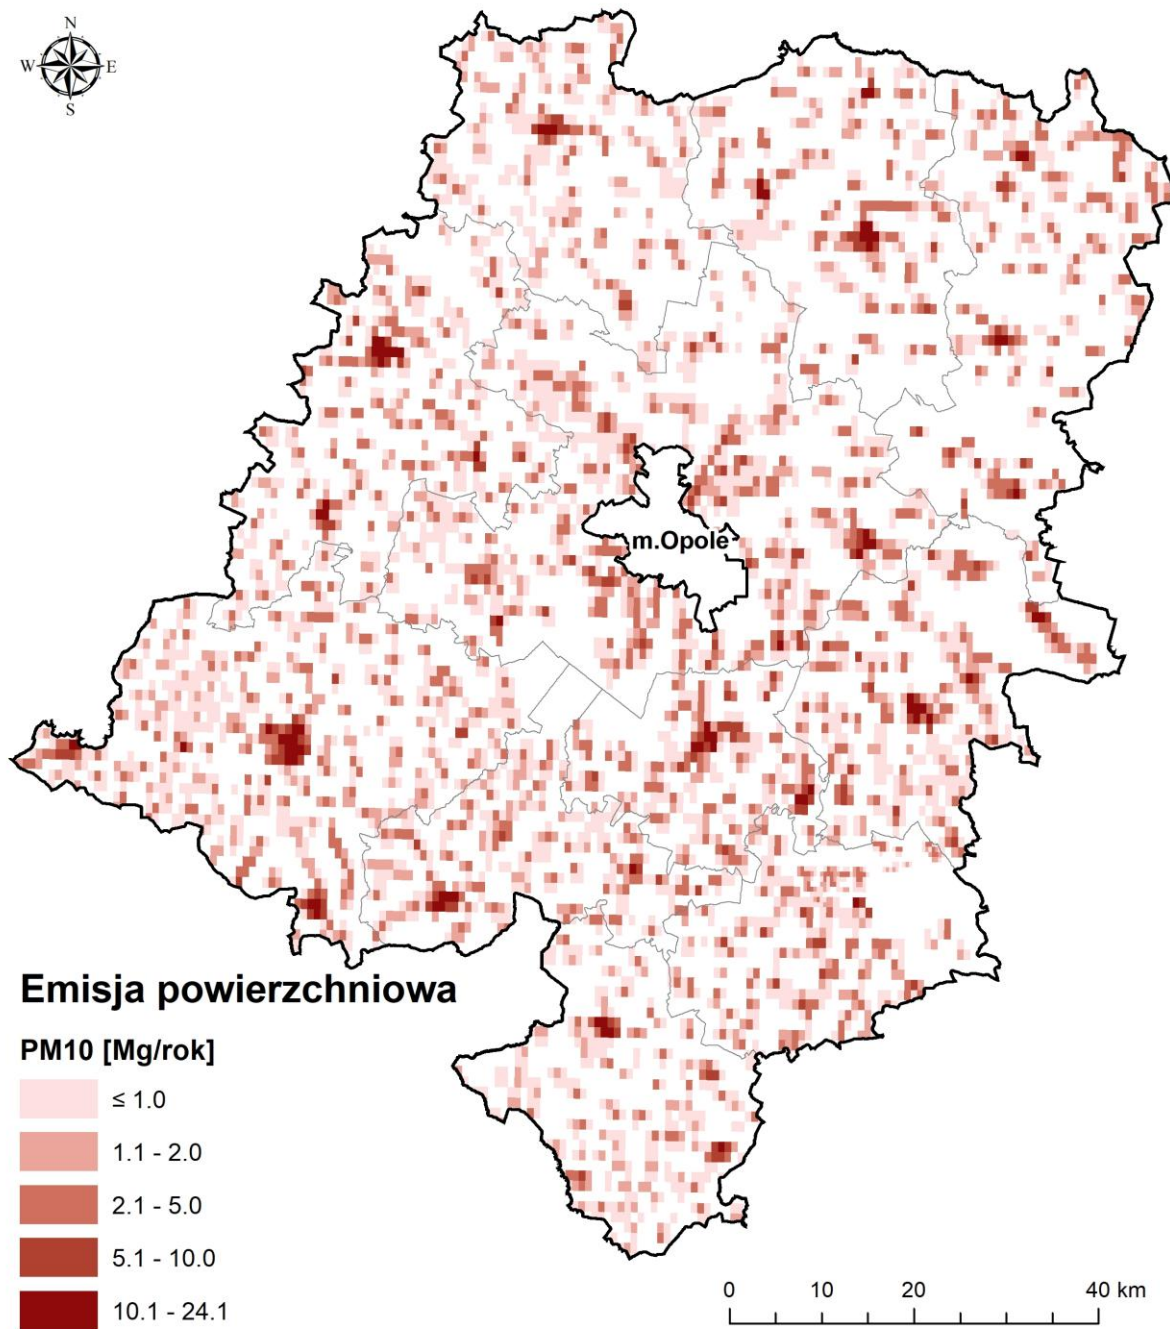 N
W E
S
m.Opole
Emisja powierzchniowa
PM10 [Mg/rok]
≤ 1.0
1.1 - 2.0
2.1 - 5.0
5.1 - 10.0
10.1 - 24.1
0 10 20 40 km